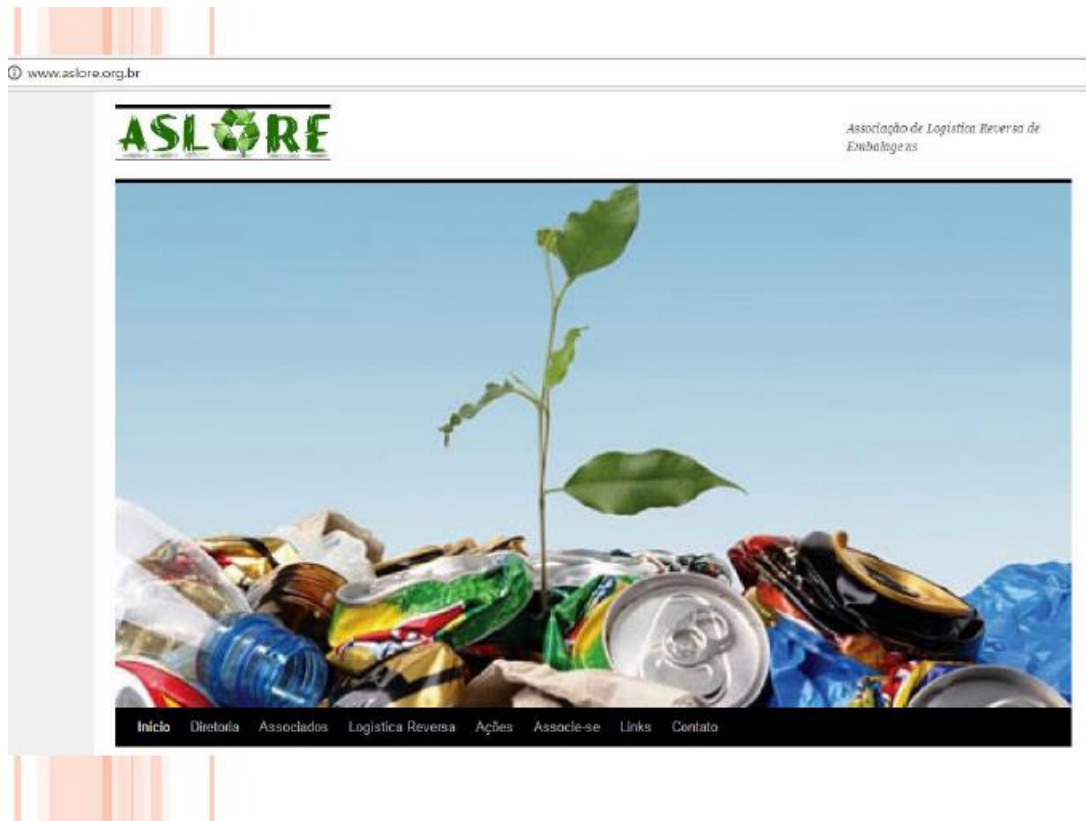 www.aslore.org.br
ASLORE
Associação de Logística Reversa de
Embalagens
Início Diretoria Associados Logística Reversa Ações Associe-se Links Contato